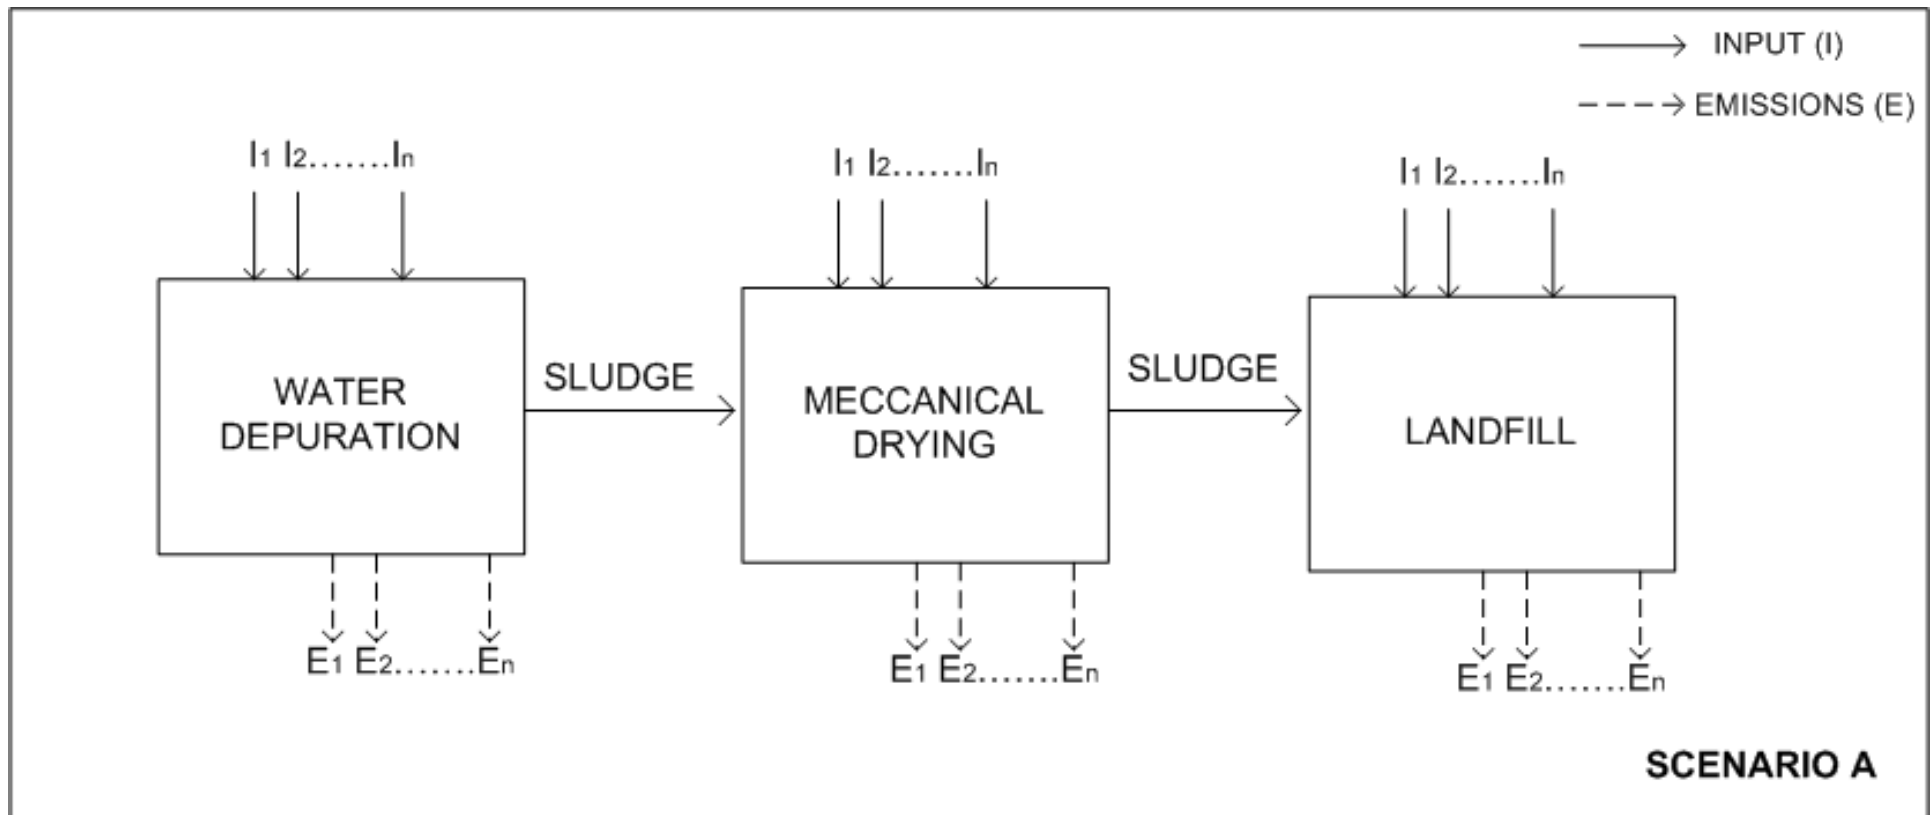 INPUT (I)
EMISSIONS (E)
I1 I2.......In
I1 I2.......In
I1 I2.......In
WATER
DEPURATION
SLUDGE
MECCANICAL
DRYING
SLUDGE
LANDFILL
E1 E2.......En
E1 E2.......En
E1 E2.......En
SCENARIO A